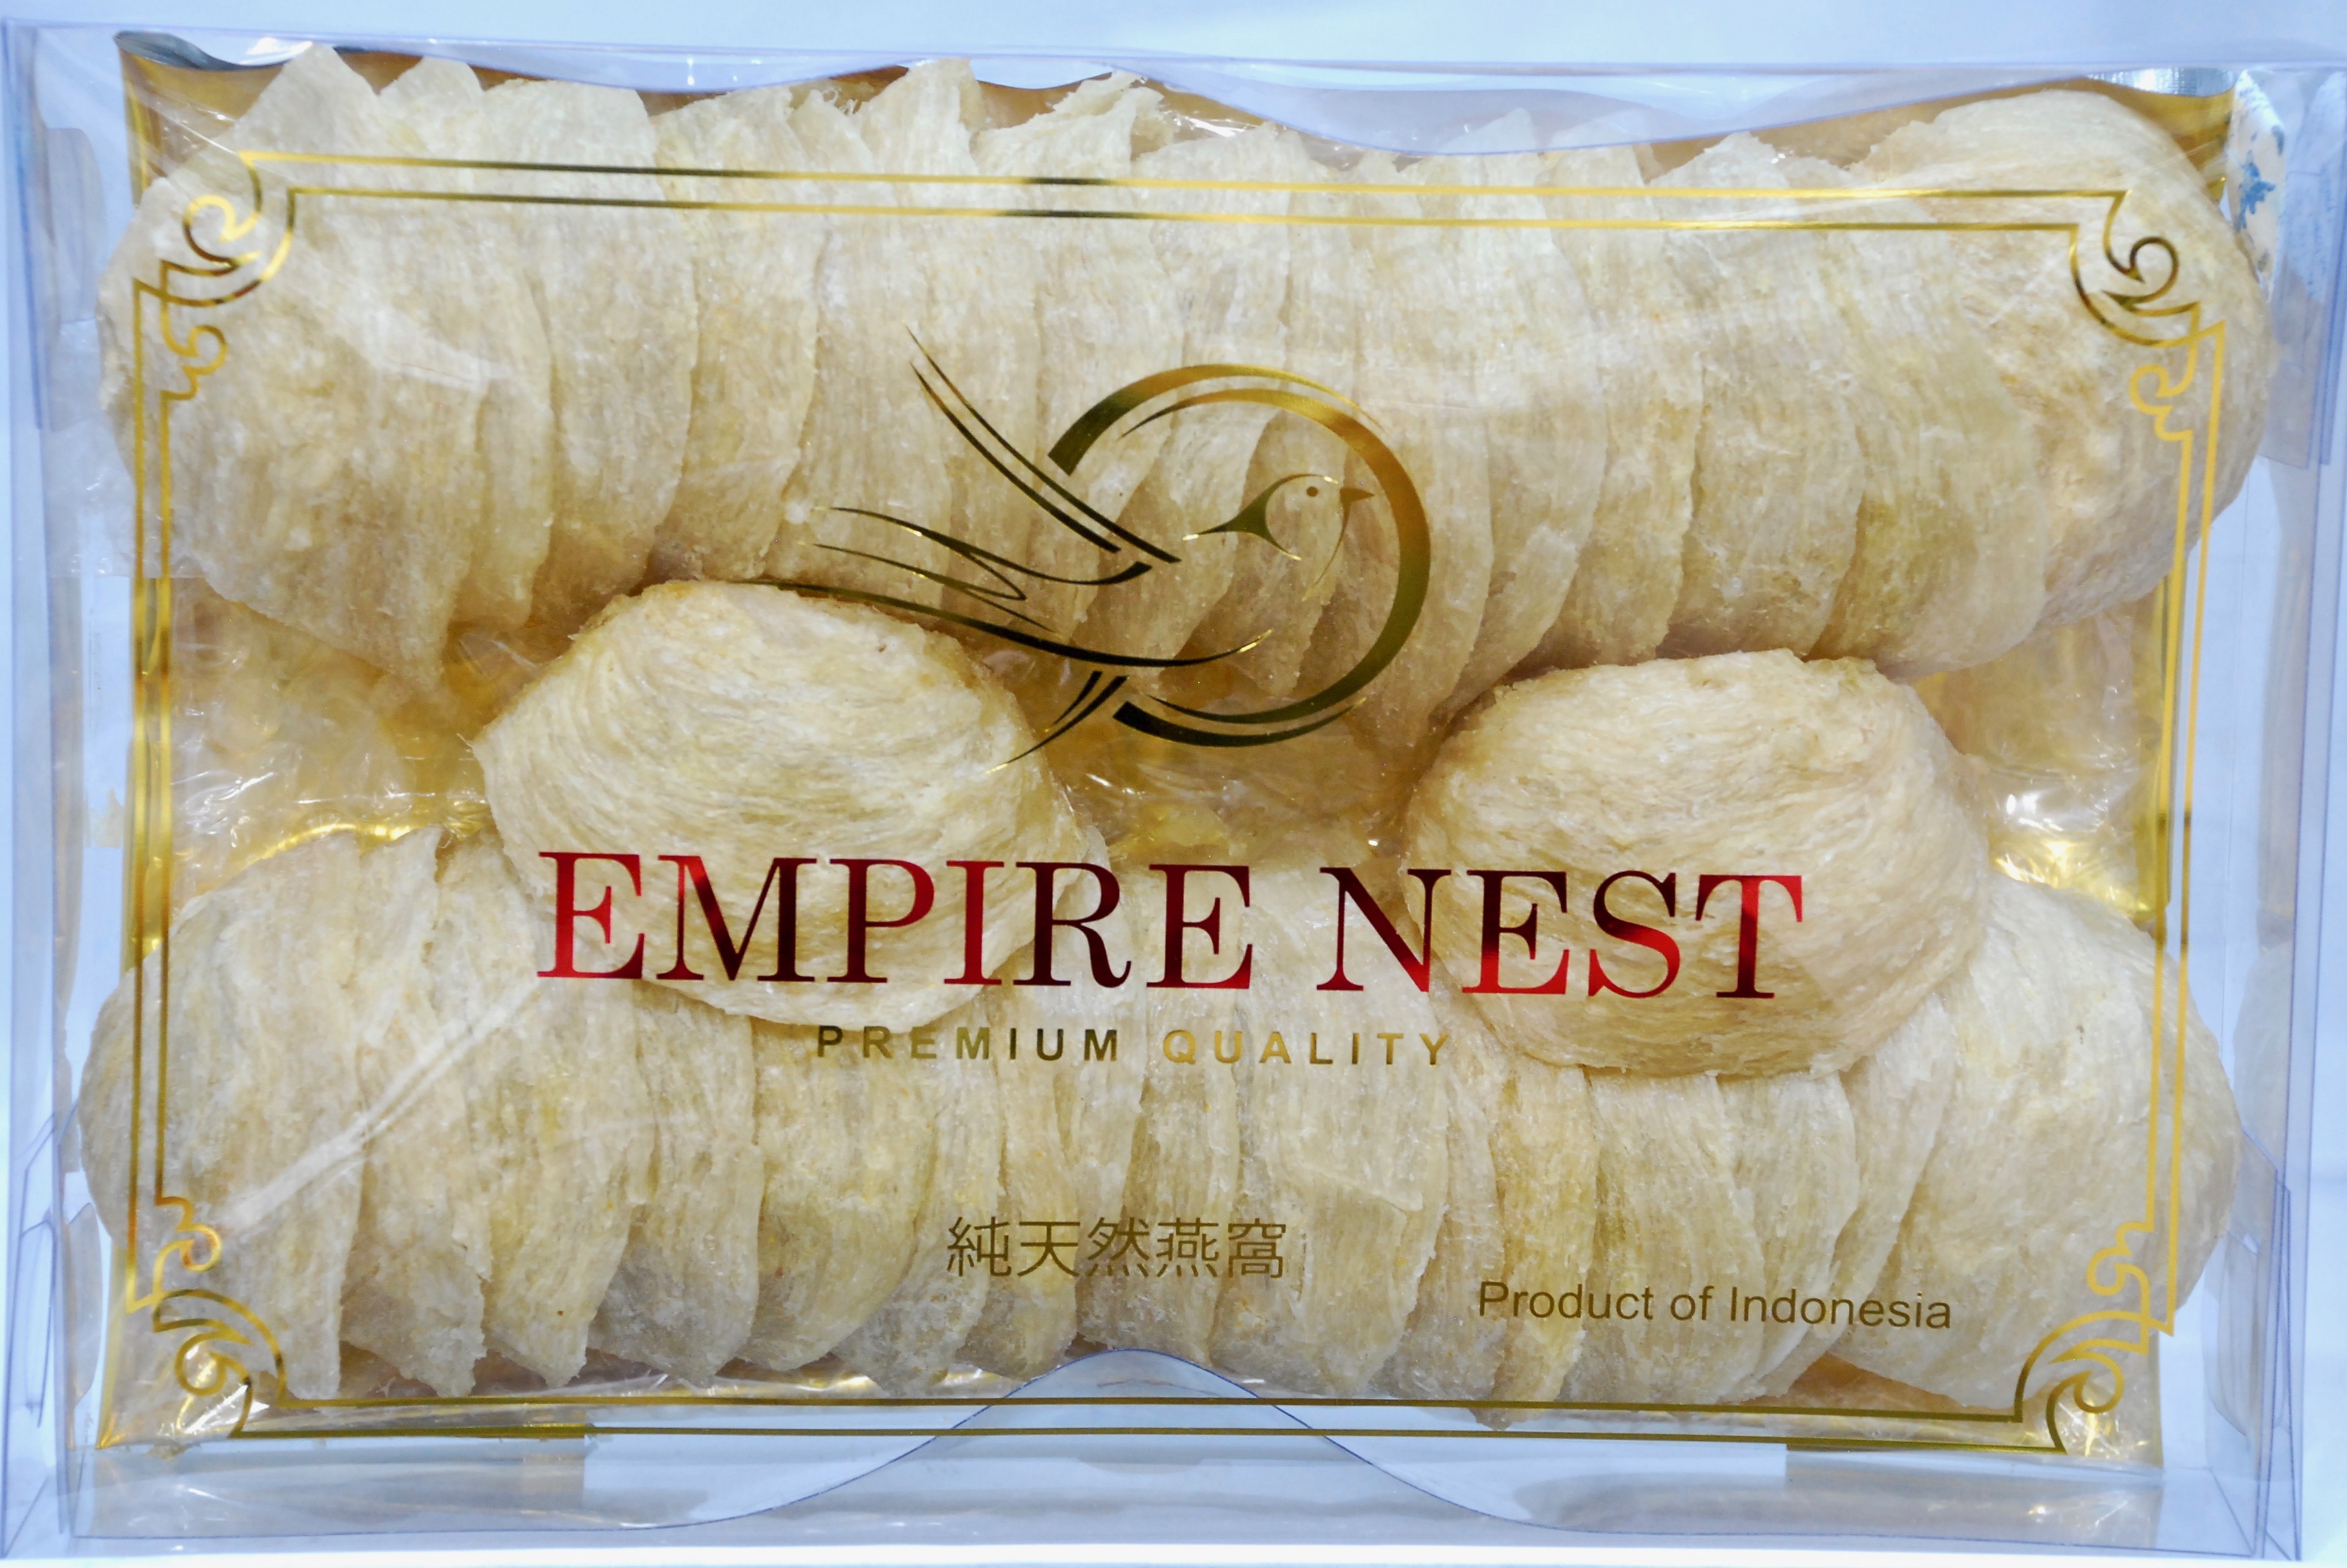 EMPIRE NEST
PREMIUM QUALITY
純天然燕窩
Product of Indonesia